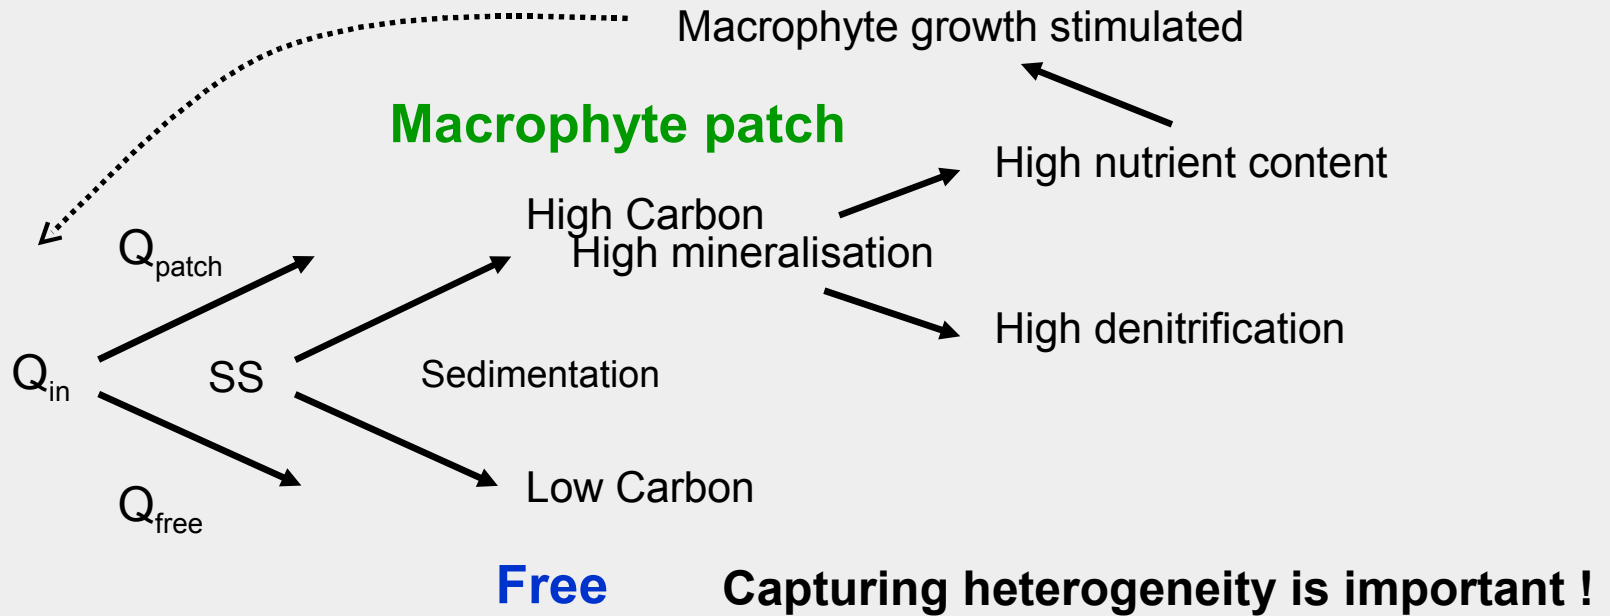 Macrophyte growth stimulated
Macrophyte patch
High nutrient content
High Carbon
High mineralisation
Qpatch
High denitrification
Qin
SS
Sedimentation
Low Carbon
Qfree
Free
Capturing heterogeneity is important !